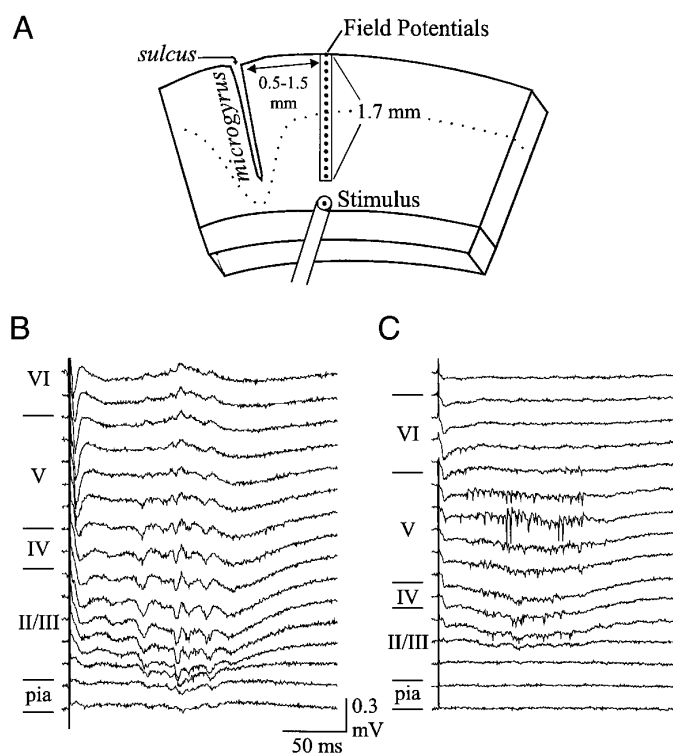 A
Field Potentials
sulcus
microgyrus
0.5-1.5
mm
1.7 mm
Stimulus
B
VI
V
IV
II/III
pia
0.3
mV
50 ms
C
VI
V
IV
II/III
pia